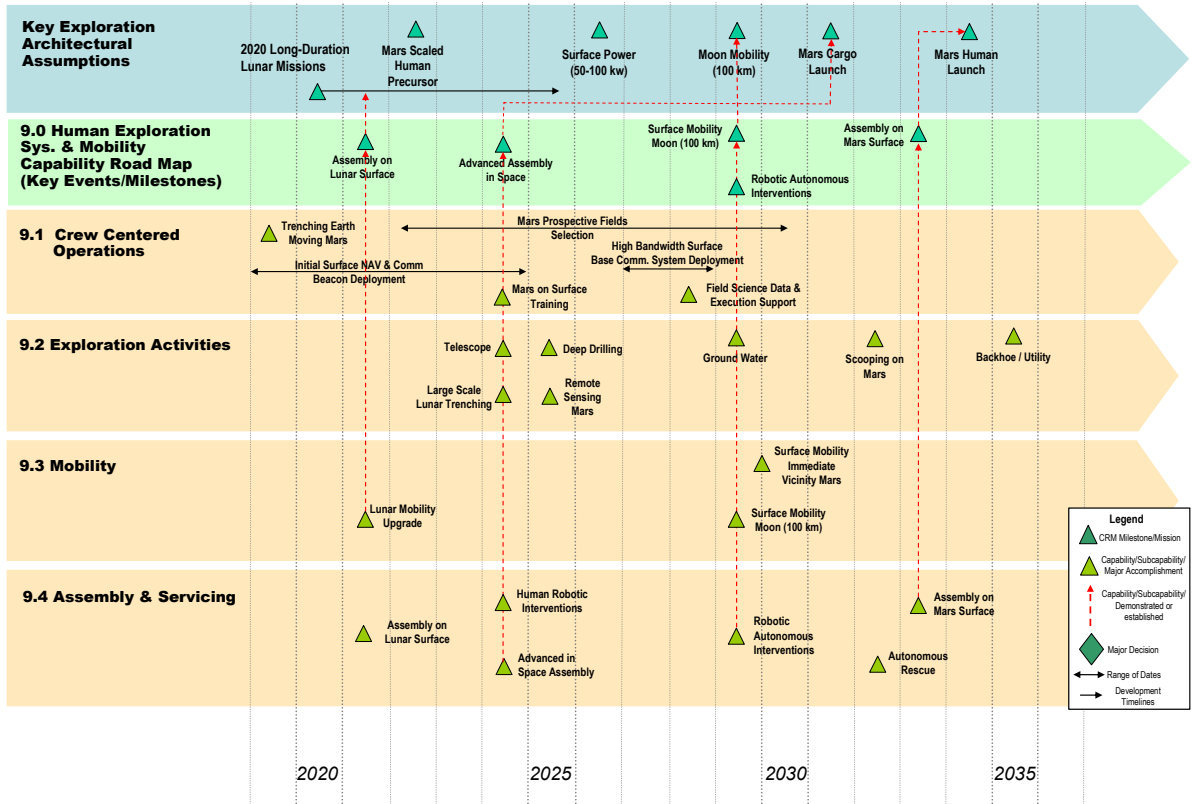 Key Exploration
Architectural
Assumptions
2020 Long-Duration
Lunar Missions
Mars Scaled
Human
Precursor
Surface Power
(50-100 kw)
Moon Mobility
(100 km)
Mars Cargo
Launch
Mars Human
Launch
9.0 Human Exploration
Sys. & Mobility
Capability Road Map
(Key Events/Milestones)
Assembly on
Lunar Surface
Advanced Assembly
in Space
Surface Mobility
Moon (100 km)
Robotic Autonomous
Interventions
Assembly on
Mars Surface
9.1 Crew Centered
Operations
Trenching Earth
Moving Mars
Mars Prospective Fields
Selection
Initial Surface NAV & Comm
Beacon Deployment
High Bandwidth Surface
Base Comm. System Deployment
Mars on Surface
Training
Field Science Data &
Execution Support
9.2 Exploration Activities
Telescope
Deep Drilling
Ground Water
Scooping on
Mars
Backhoe / Utility
Large Scale
Lunar Trenching
Remote
Sensing
Mars
9.3 Mobility
Surface Mobility
Immediate
Vicinity Mars
Lunar Mobility
Upgrade
Surface Mobility
Moon (100 km)
9.4 Assembly & Servicing
Human Robotic
Interventions
Assembly on
Lunar Surface
Advanced in
Space Assembly
Robotic
Autonomous
Interventions
Assembly on
Mars Surface
Autonomous
Rescue
Legend
CRM Milestone/Mission
Capability/Subcapability/
Major Accomplishment
Capability/Subcapability/
Demonstrated or
established
Major Decision
Range of Dates
Development
Timelines
2020
2025
2030
2035